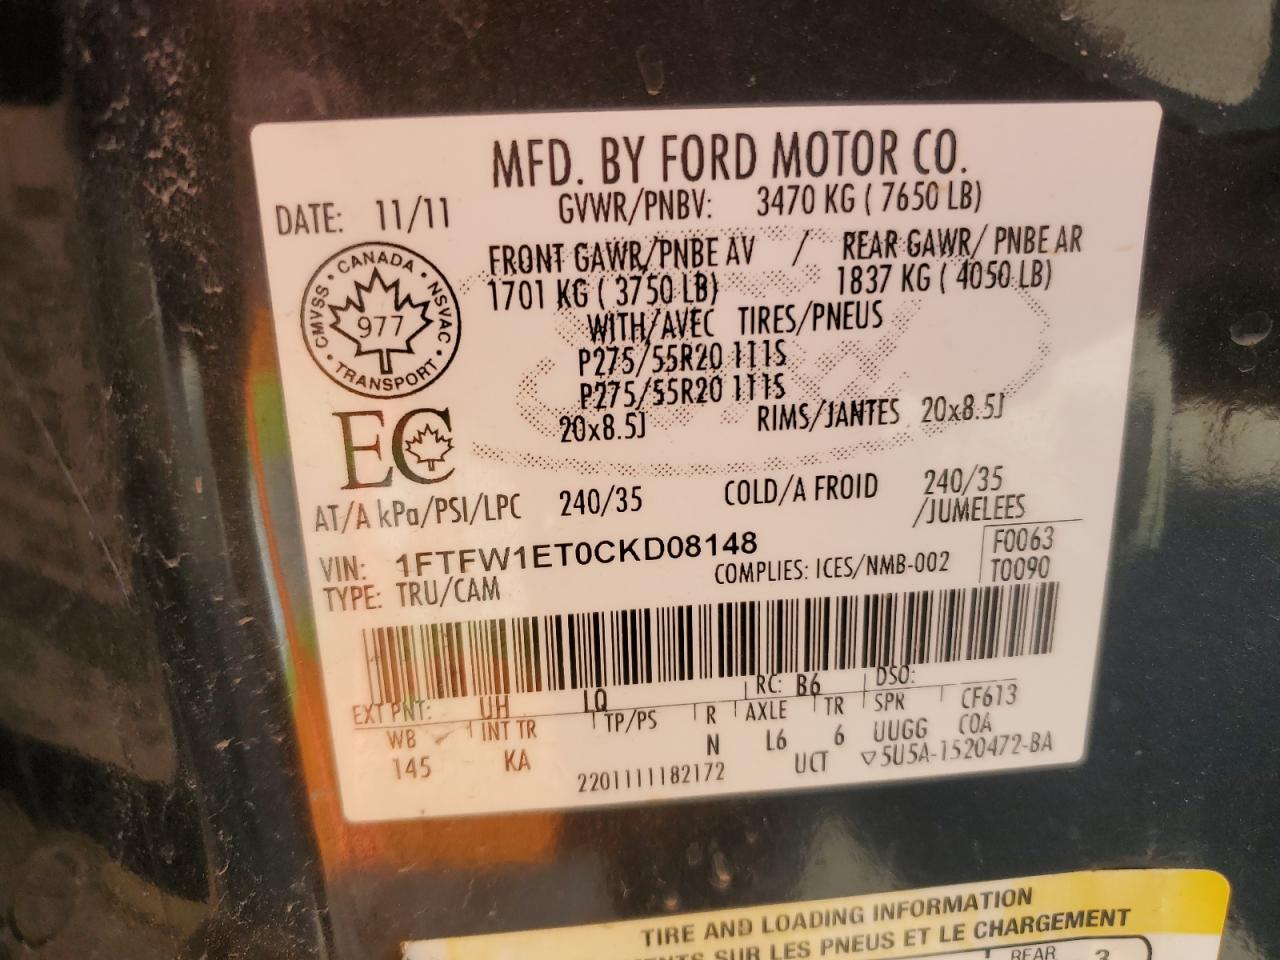 MFD. BY FORD MOTOR CO.
DATE: 11/11 GVWR/PNBV: 3470 KG ( 7650 LB)
FRONT GAWR/PNBE AV / REAR GAWR/ PNBE AR
1701 KG ( 3750 LB) 1837 KG ( 4050 LB)
WITH/AVEC TIRES/PNEUS
P275/55R20 111S
P275/55R20 111S
20x8.5J RIMS/JANTES 20x8.5J
CANADA
CMVSS NSVAC
977
TRANSPORT
EC
AT/A kPa/PSI/LPC 240/35 COLD/A FROID 240/35
/JUMELEES
VIN: 1FTFW1ET0CKD08148 F0063
TYPE: TRU/CAM COMPLIES: ICES/NMB-002 T0090
EXT PNT: UH LQ RC: B6 DSO:
WB INT TR TP/PS R AXLE TR SPR CF613
145 KA N L6 6 UUGG COA
2201111182172 UCT ▽5U5A-1520472-BA
TIRE AND LOADING INFORMATION
SUR LES PNEUS ET LE CHARGEMENT
REAR 3